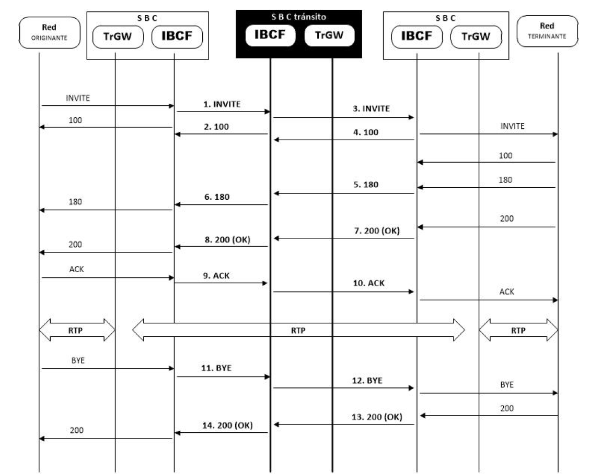 S B C
S B C tránsito
S B C
Red
ORIGINANTE
TrGW
IBCF
IBCF
TrGW
IBCF
TrGW
Red
TERMINANTE
INVITE
1. INVITE
3. INVITE
100
2. 100
4. 100
INVITE
100
5. 180
180
6. 180
180
200
7. 200 (OK)
8. 200 (OK)
200
ACK
9. ACK
10. ACK
ACK
RTP
RTP
RTP
BYE
11. BYE
12. BYE
BYE
200
13. 200 (OK)
14. 200 (OK)
200